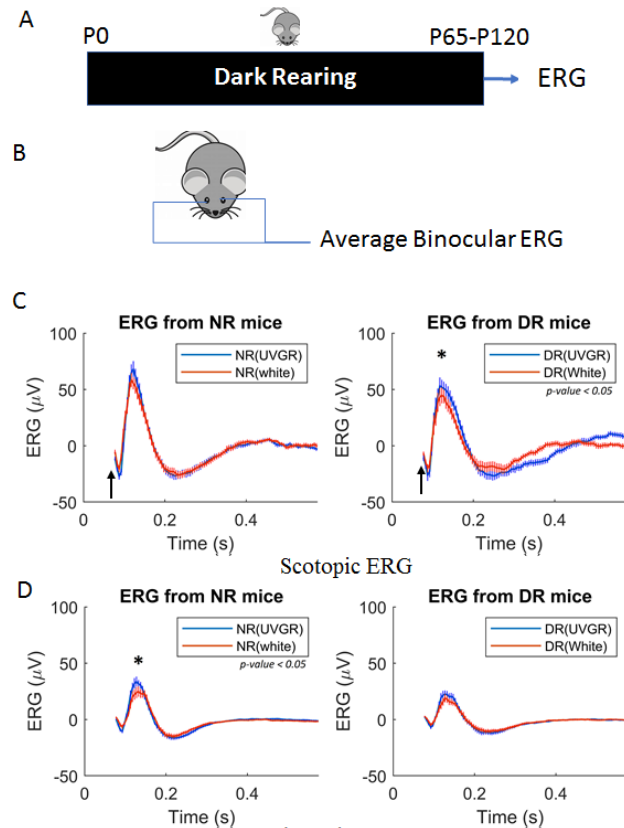 A
P0
P65-P120
Dark Rearing
ERG
B
Average Binocular ERG
C
ERG from NR mice
ERG from DR mice
100
50
0
-50
ERG (µV)
NR(UVGR)
NR(white)
0
0.2
0.4
Time (s)
100
50
0
-50
ERG (µV)
*
DR(UVGR)
DR(White)
p-value < 0.05
0
0.2
0.4
Time (s)
Scotopic ERG
D
ERG from NR mice
ERG from DR mice
100
50
0
-50
ERG (µV)
*
NR(UVGR)
NR(white)
p-value < 0.05
0
0.2
0.4
Time (s)
100
50
0
-50
ERG (µV)
DR(UVGR)
DR(White)
0
0.2
0.4
Time (s)